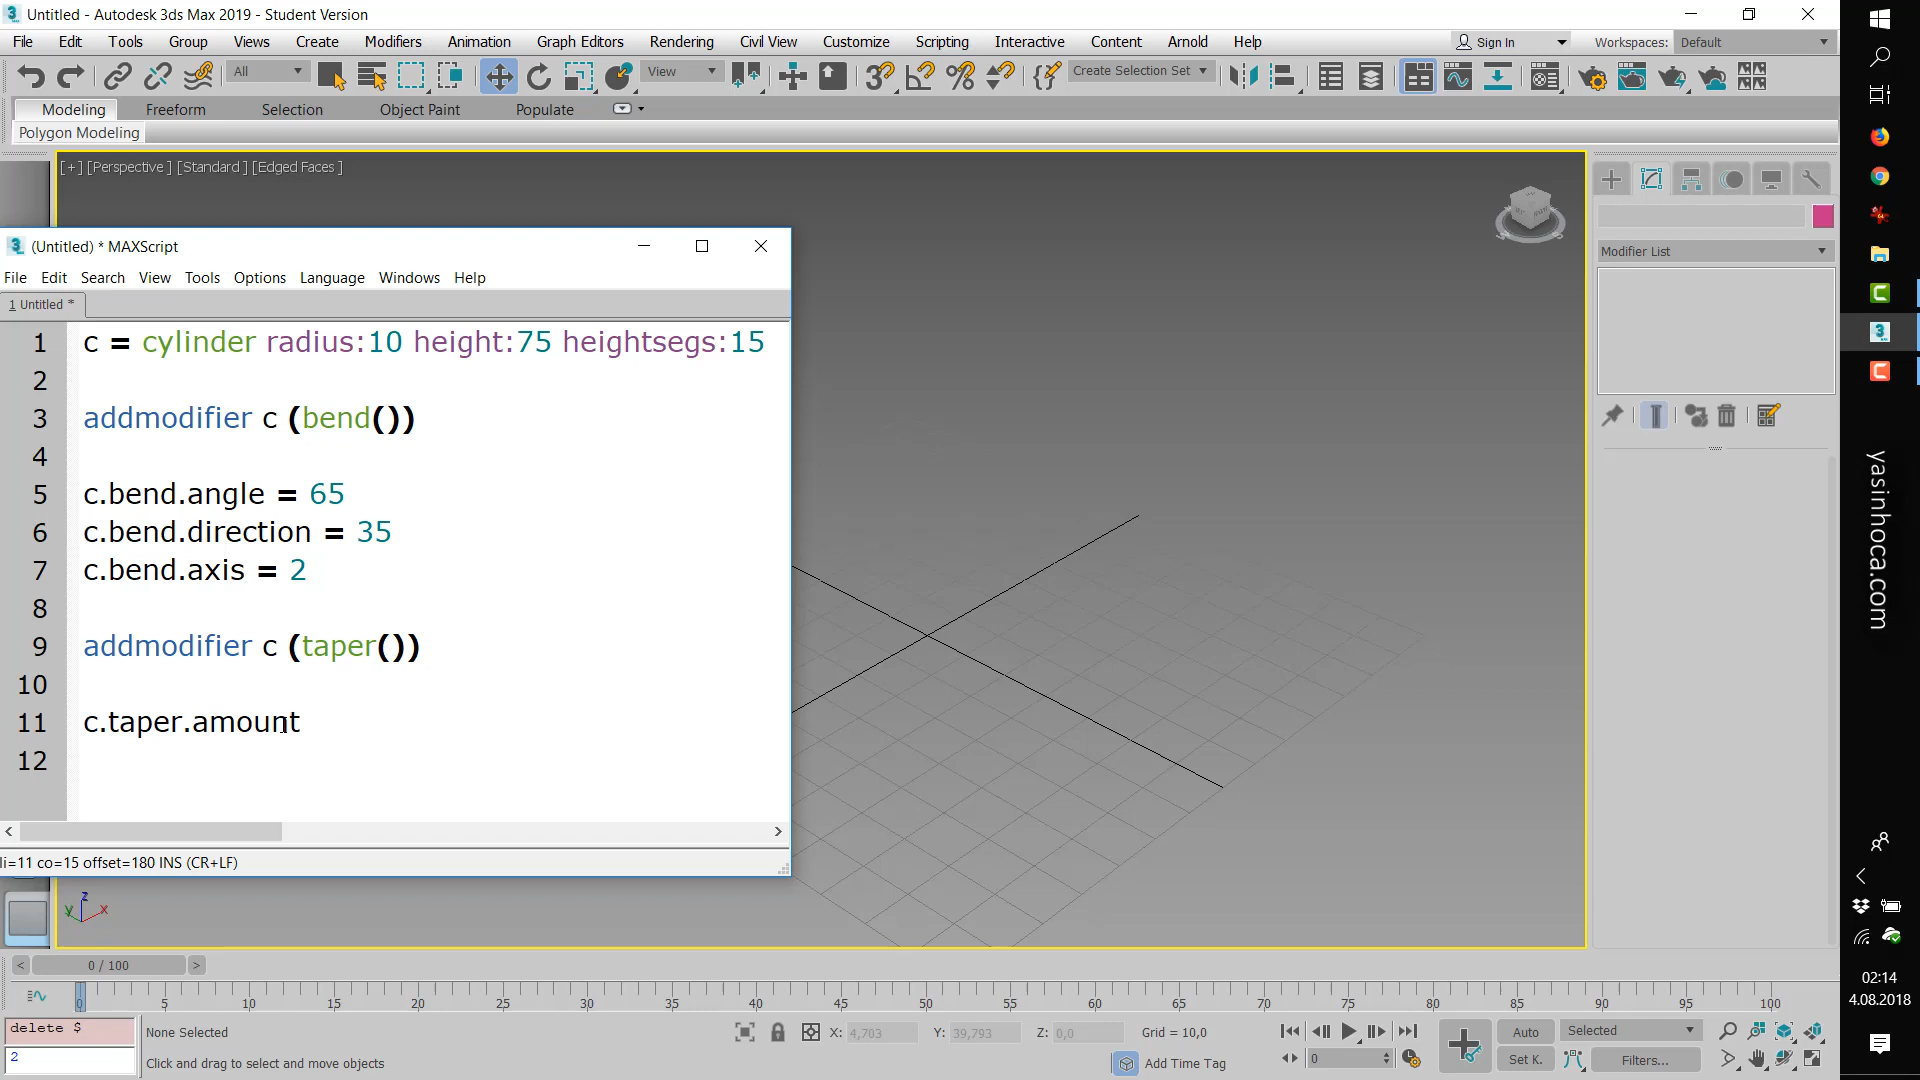 Untitled - Autodesk 3ds Max 2019 - Student Version
File Edit Tools Group Views Create Modifiers Animation Graph Editors Rendering Civil View Customize Scripting Interactive Content Arnold Help
Sign In
Workspaces: Default
All
View
Create Selection Set
Modeling Freeform Selection Object Paint Populate
Polygon Modeling
[ + ] [Perspective ] [Standard ] [Edged Faces ]
Modifier List
(Untitled) * MAXScript
File Edit Search View Tools Options Language Windows Help
1 Untitled *
1 c = cylinder radius:10 height:75 heightsegs:15
2
3 addmodifier c (bend())
4
5 c.bend.angle = 65
6 c.bend.direction = 35
7 c.bend.axis = 2
8
9 addmodifier c (taper())
10
11 c.taper.amount
12
li=11 co=15 offset=180 INS (CR+LF)
z
y x
yasinhoca.com
< 0 / 100 >
0 5 10 15 20 25 30 35 40 45 50 55 60 65 70 75 80 85 90 95 100
delete $
2
None Selected
Click and drag to select and move objects
X: 4,703 Y: 39,793 Z: 0,0 Grid = 10,0
Add Time Tag
0
Auto Selected
Set K. Filters...
02:14
4.08.2018